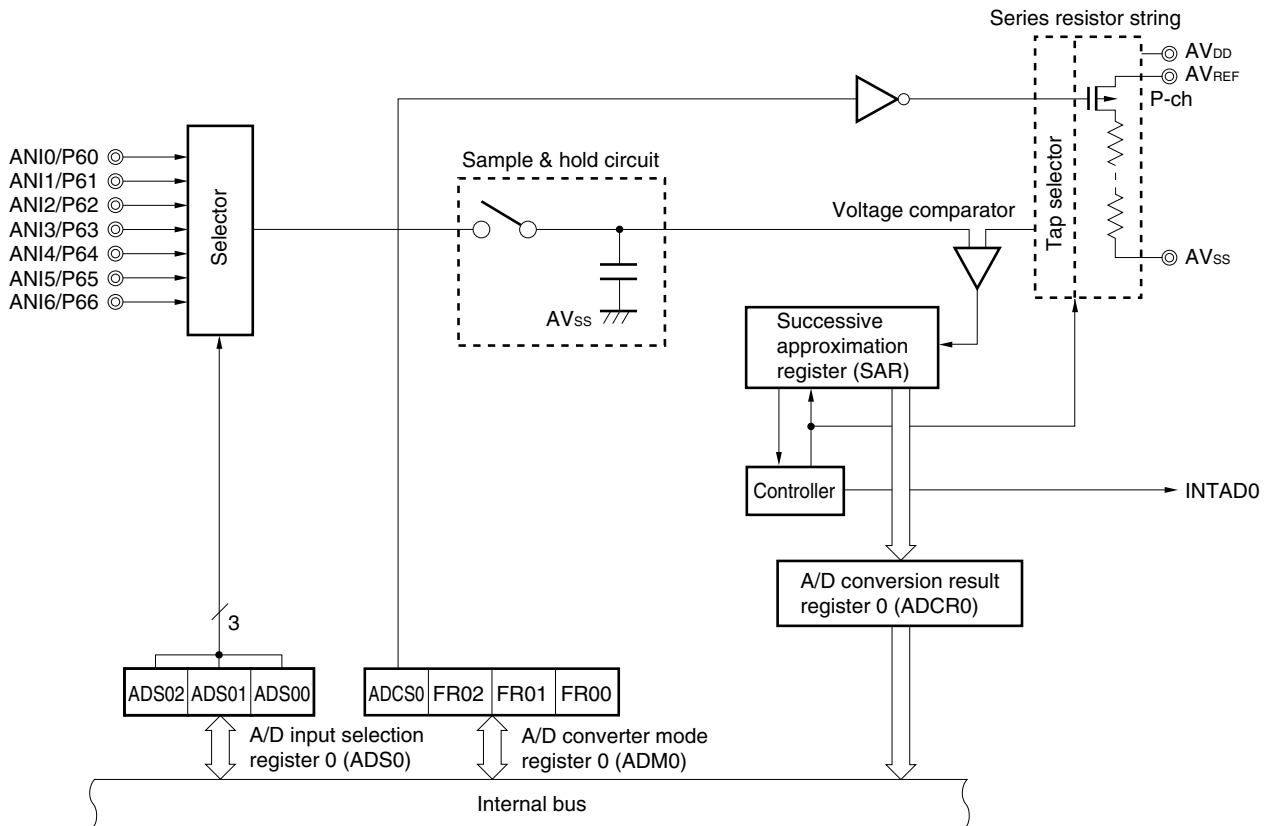 Series resistor string
AVDD
AVREF
P-ch
ANI0/P60
ANI1/P61
ANI2/P62
ANI3/P63
ANI4/P64
ANI5/P65
ANI6/P66
Selector
Sample & hold circuit
AVSS
Voltage comparator
Tap selector
AVSS
Successive
approximation
register (SAR)
Controller
INTAD0
A/D conversion result
register 0 (ADCR0)
3
ADS02 ADS01 ADS00
ADCS0 FR02 FR01 FR00
A/D input selection
register 0 (ADS0)
A/D converter mode
register 0 (ADM0)
Internal bus